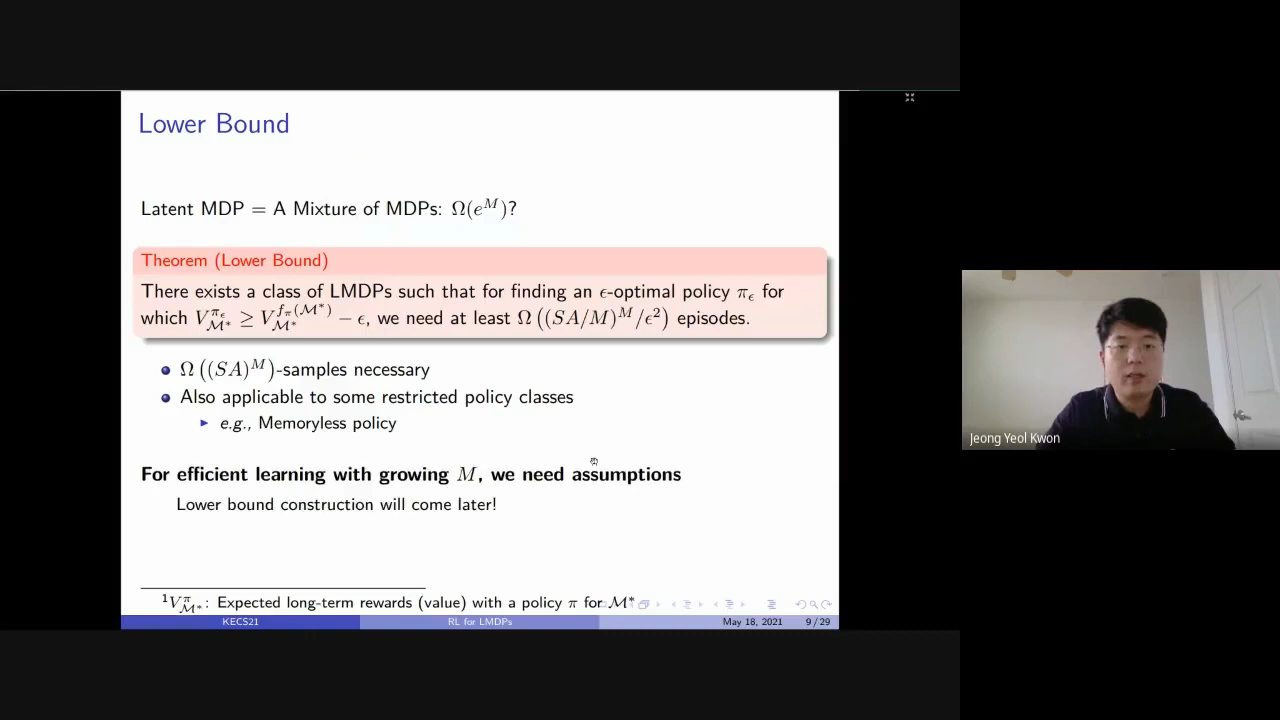 Lower Bound
Latent MDP = A Mixture of MDPs: Ω(e^M)?
Theorem (Lower Bound)
There exists a class of LMDPs such that for finding an ϵ-optimal policy π_ϵ for
which V_{𝓜*}^{π_ϵ} ≥ V_{𝓜*}^{f_π(𝓜*)} − ϵ, we need at least Ω((SA/M)^M/ϵ^2) episodes.
Ω((SA)^M)-samples necessary
Also applicable to some restricted policy classes
e.g., Memoryless policy
For efficient learning with growing M, we need assumptions
Lower bound construction will come later!
^1V_{𝓜*}^π: Expected long-term rewards (value) with a policy π for 𝓜*
KECS21 RL for LMDPs May 18, 2021 9 / 29
Jeong Yeol Kwon